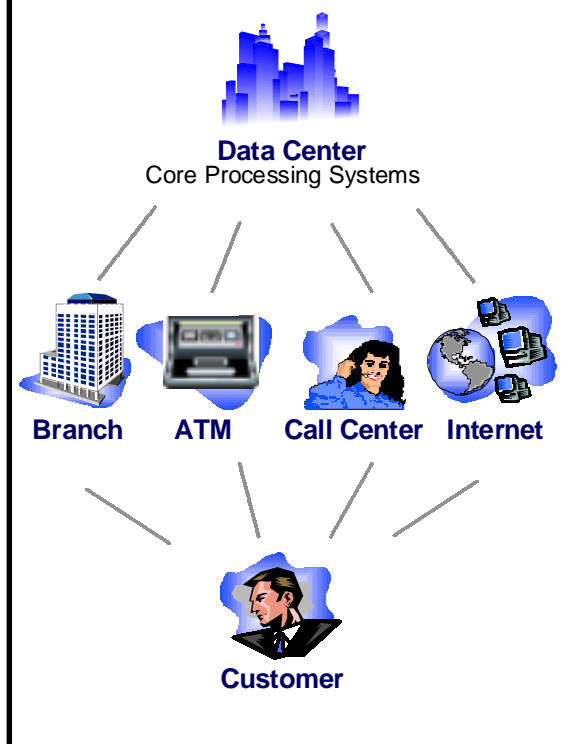 Data Center
Core Processing Systems
Branch
ATM
Call Center
Internet
Customer